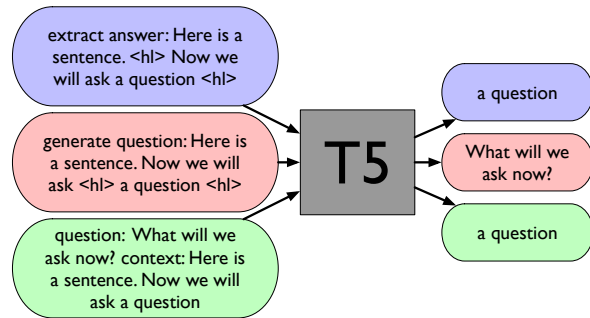 extract answer: Here is a
sentence. <hl> Now we
will ask a question <hl>
generate question: Here is
a sentence. Now we will
ask <hl> a question <hl>
question: What will we
ask now? context: Here is
a sentence. Now we will
ask a question
T5
a question
What will we
ask now?
a question